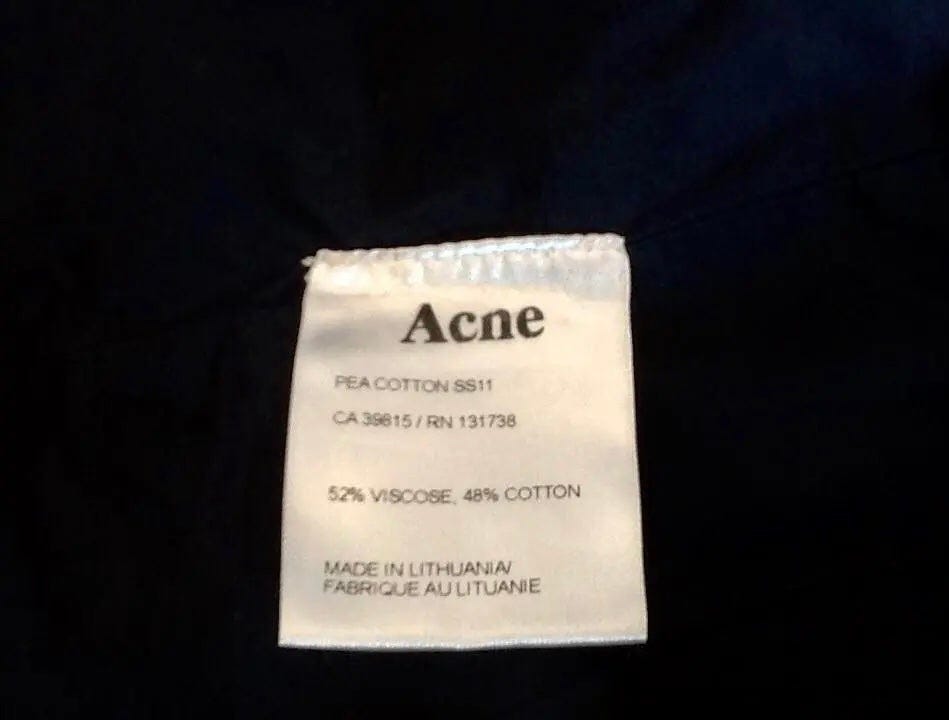 Acne
PEA COTTON SS11
CA 39815 / RN 131738
52% VISCOSE, 48% COTTON
MADE IN LITHUANIA/
FABRIQUE AU LITUANIE